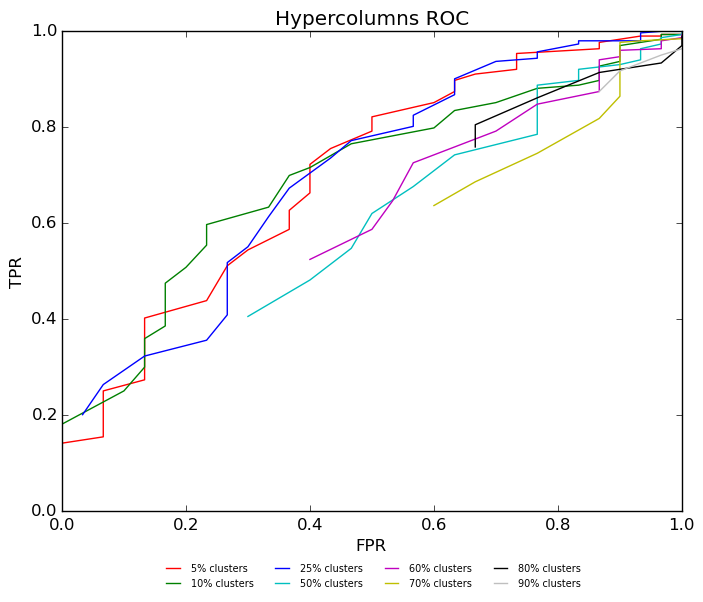 Hypercolumns ROC
1.0
0.8
0.6
0.4
0.2
0.0
TPR
0.0 0.2 0.4 0.6 0.8 1.0
FPR
5% clusters 25% clusters 60% clusters 80% clusters
10% clusters 50% clusters 70% clusters 90% clusters